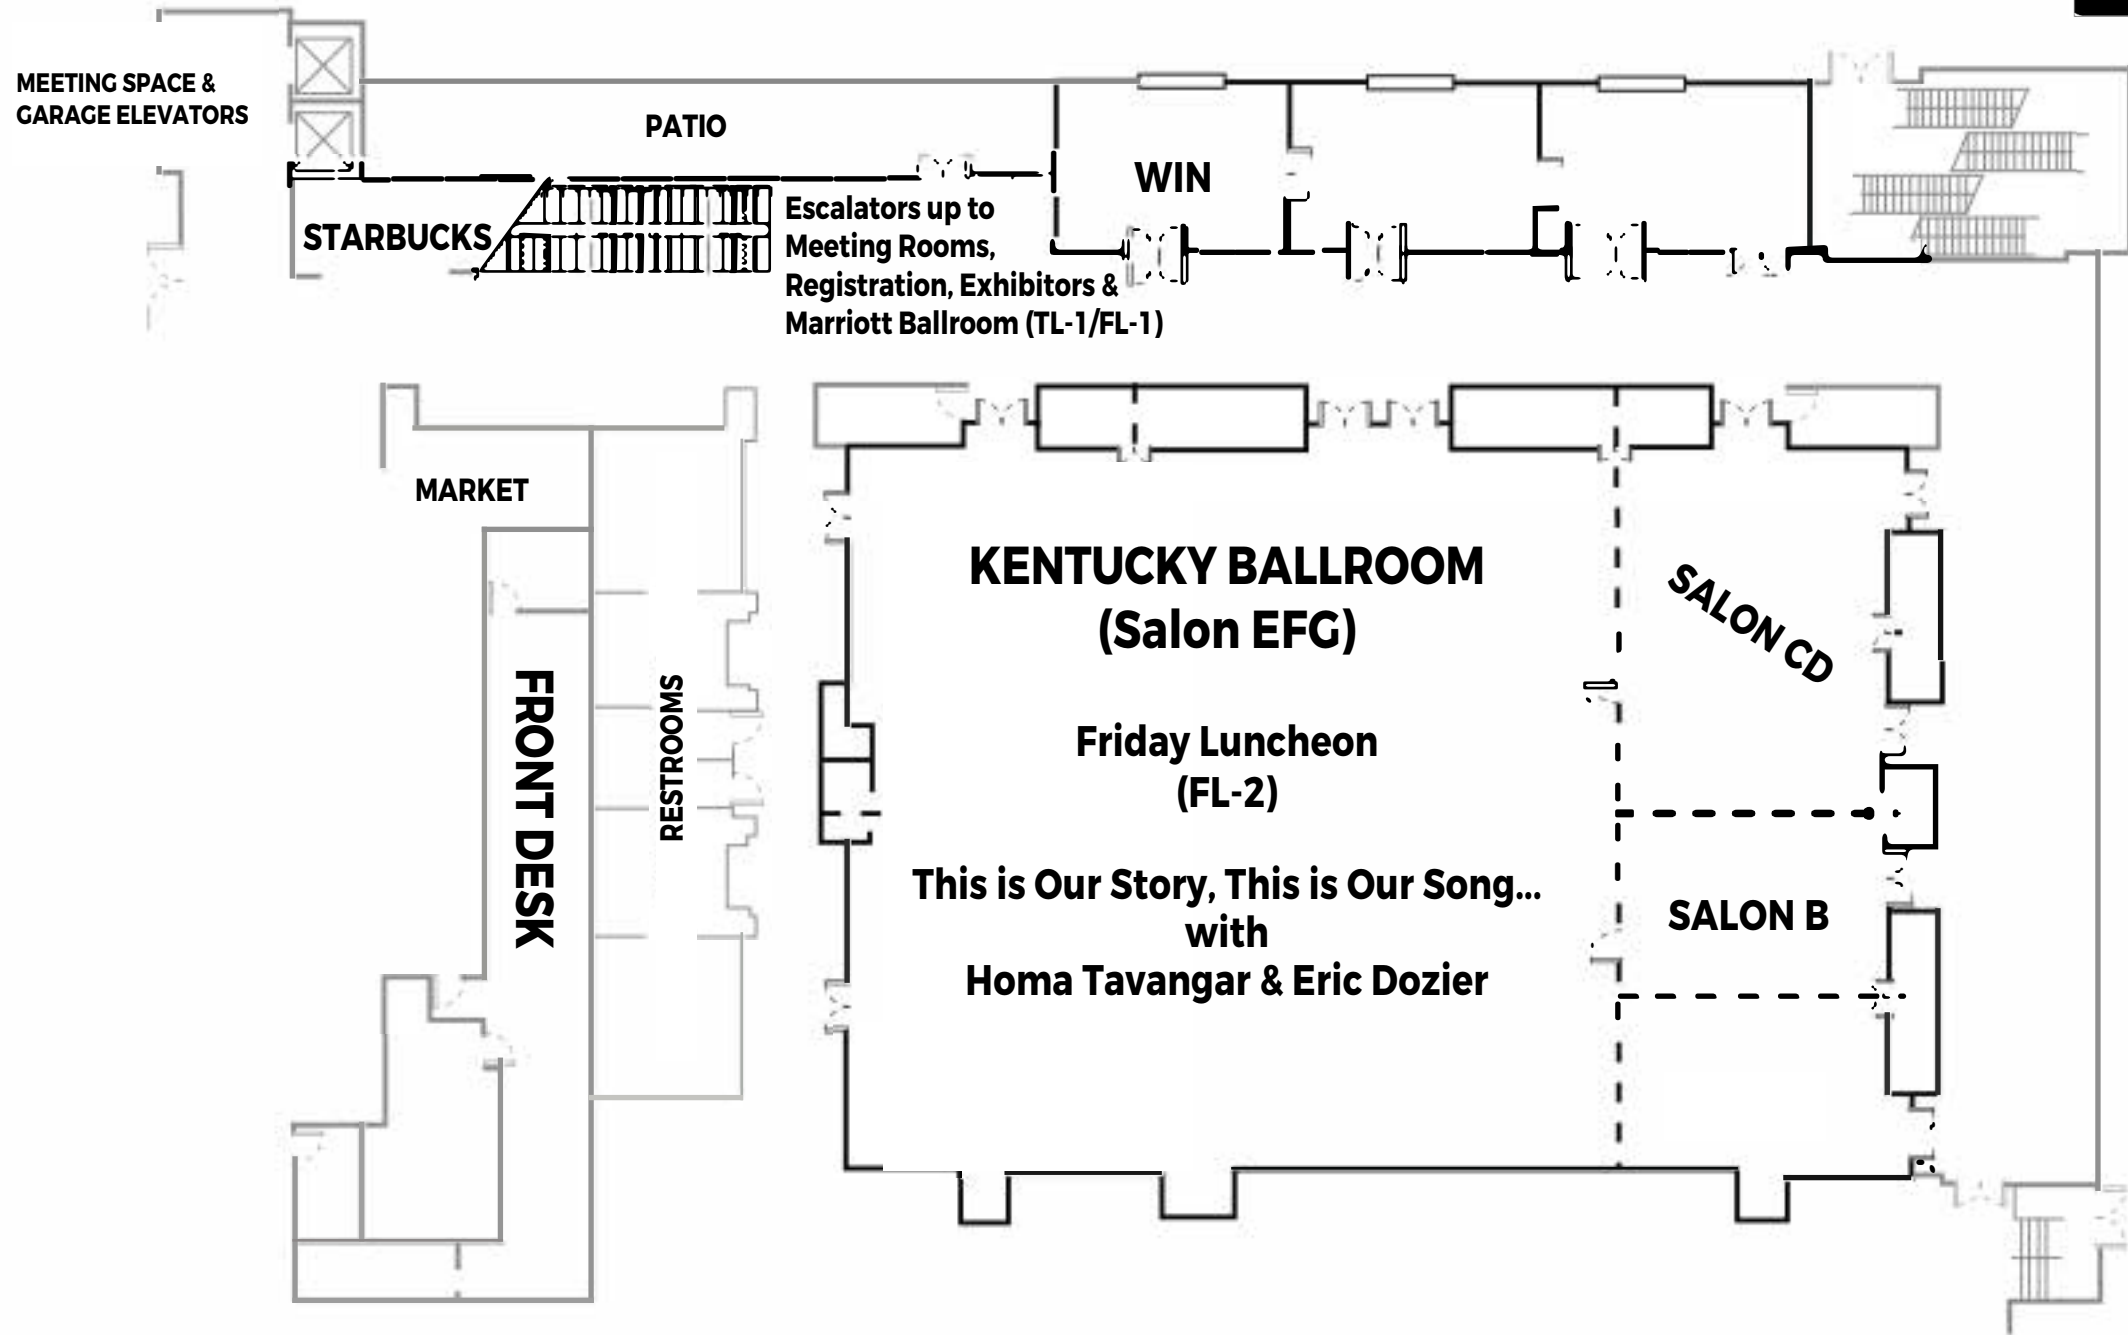 MEETING SPACE &
GARAGE ELEVATORS
PATIO
WIN
STARBUCKS
Escalators up to
Meeting Rooms,
Registration, Exhibitors &
Marriott Ballroom (TL-1/FL-1)
MARKET
FRONT DESK
RESTROOMS
KENTUCKY BALLROOM
(Salon EFG)
Friday Luncheon
(FL-2)
This is Our Story, This is Our Song...
with
Homa Tavangar & Eric Dozier
SALON CD
SALON B